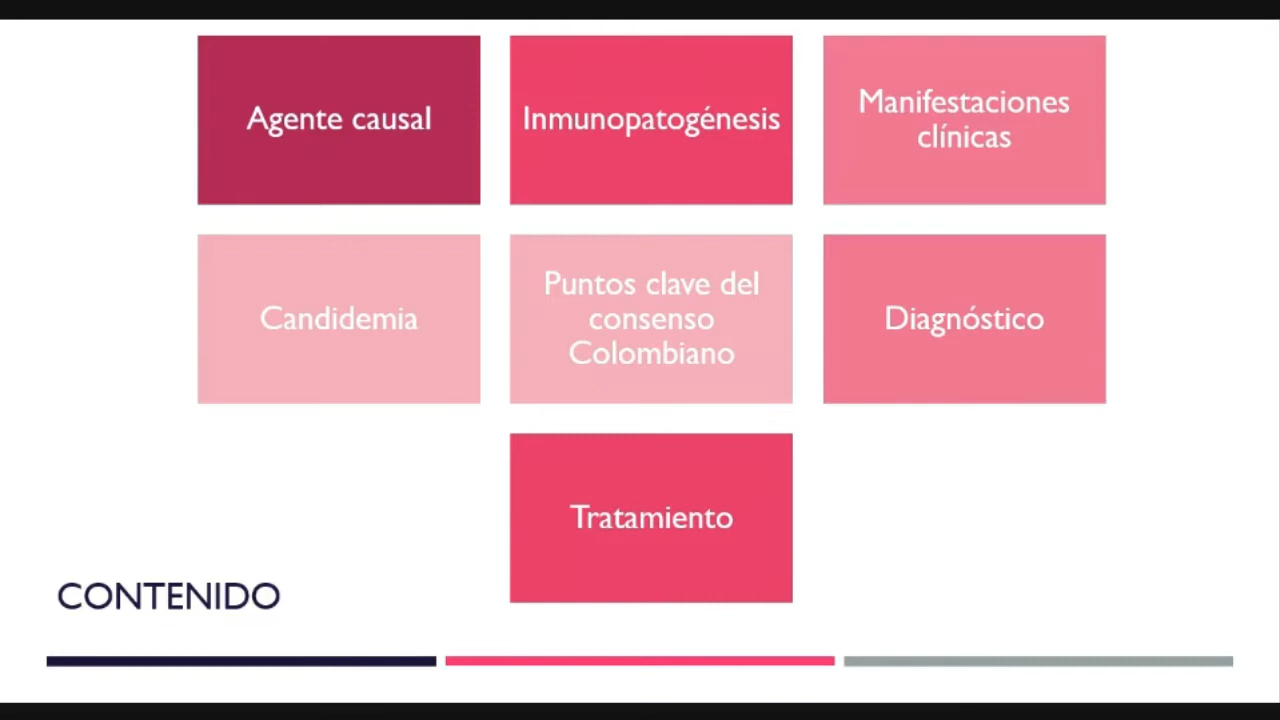 Agente causal
Inmunopatogénesis
Manifestaciones
clínicas
Candidemia
Puntos clave del
consenso
Colombiano
Diagnóstico
Tratamiento
CONTENIDO